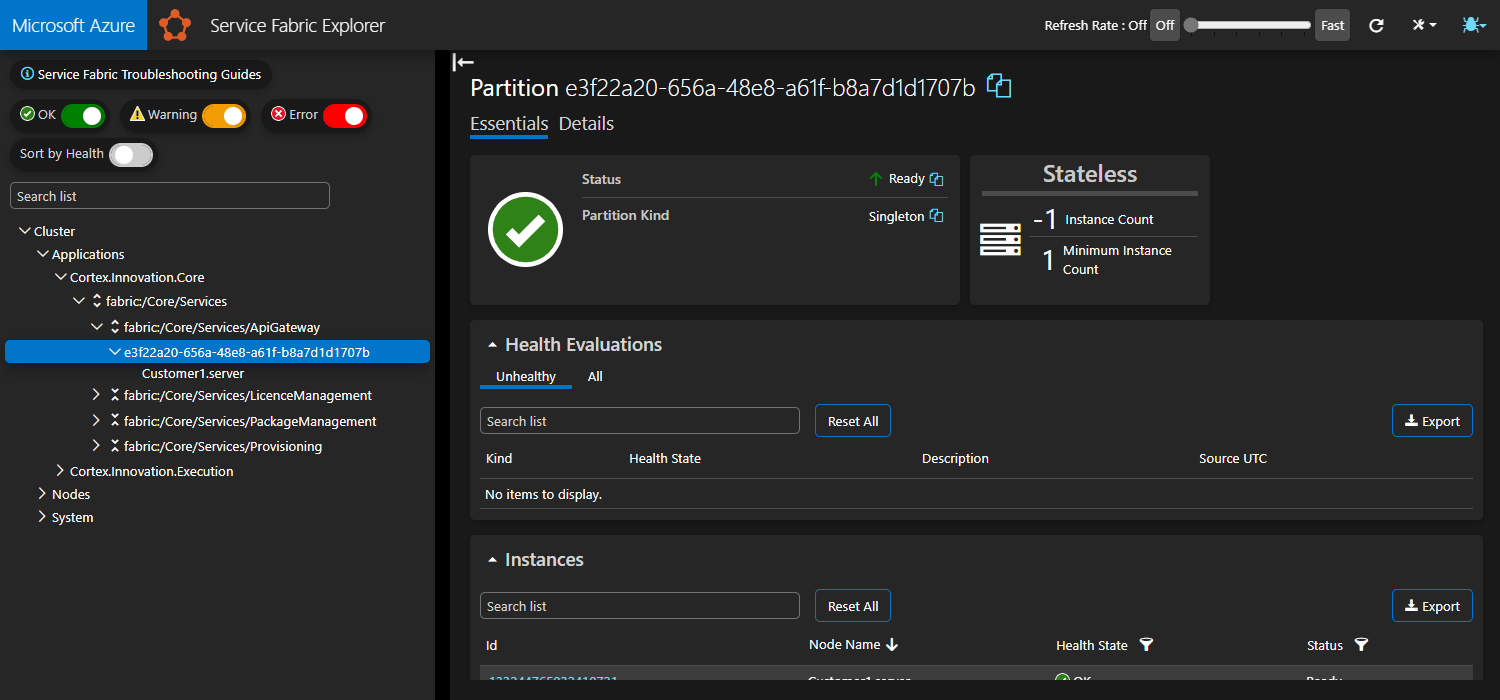 Microsoft Azure Service Fabric Explorer Refresh Rate : Off Off Fast
Service Fabric Troubleshooting Guides
OK Warning Error
Sort by Health
Search list
Cluster
Applications
Cortex.Innovation.Core
fabric:/Core/Services
fabric:/Core/Services/ApiGateway
e3f22a20-656a-48e8-a61f-b8a7d1d1707b
Customer1.server
fabric:/Core/Services/LicenceManagement
fabric:/Core/Services/PackageManagement
fabric:/Core/Services/Provisioning
Cortex.Innovation.Execution
Nodes
System
Partition e3f22a20-656a-48e8-a61f-b8a7d1d1707b
Essentials Details
Status Ready
Partition Kind Singleton
Stateless
-1 Instance Count
1 Minimum Instance
Count
Health Evaluations
Unhealthy All
Search list Reset All Export
Kind Health State Description Source UTC
No items to display.
Instances
Search list Reset All Export
Id Node Name Health State Status
Customer1.server OK Ready